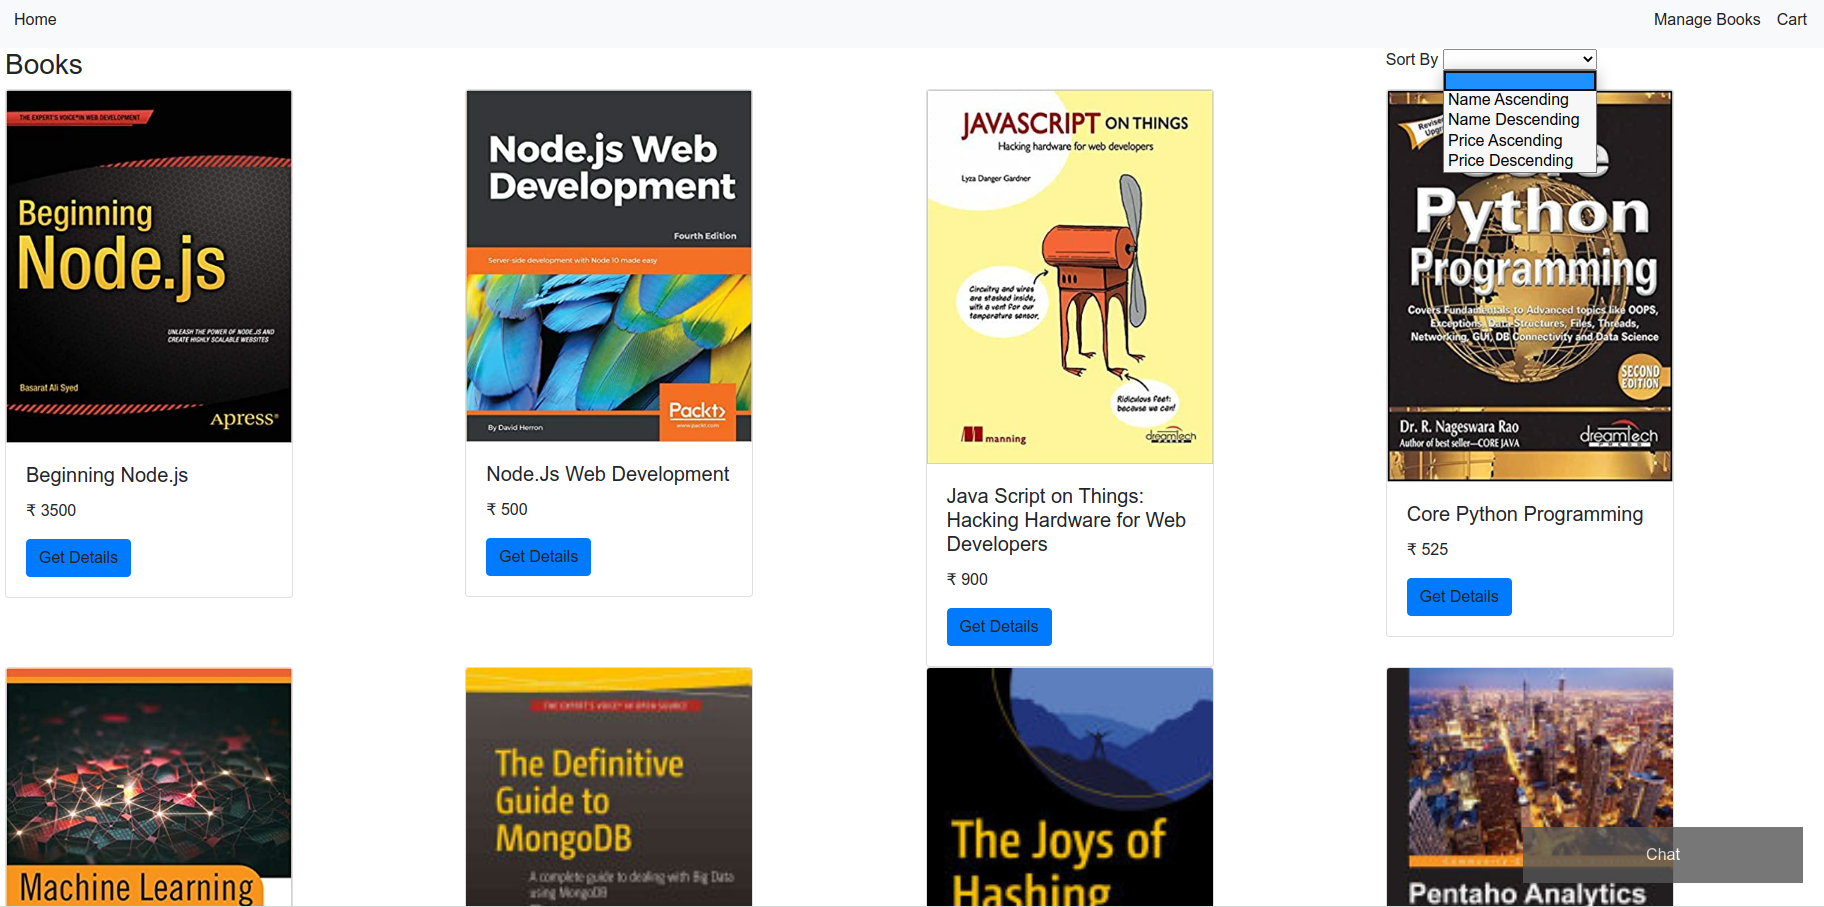 Home
Manage Books
Cart
Books
Sort By
Name Ascending
Name Descending
Price Ascending
Price Descending
THE EXPERT'S VOICE® IN WEB DEVELOPMENT
Beginning
Node.js
UNLEASH THE POWER OF NODE.JS AND
CREATE HIGHLY SCALABLE WEBSITES
Basarat Ali Syed
Apress®
Beginning Node.js
₹ 3500
Get Details
Node.js Web
Development
Fourth Edition
Server-side development with Node 10 made easy
Packt>
www.packt.com
By David Herron
Node.Js Web Development
₹ 500
Get Details
JAVASCRIPT ON THINGS
Hacking hardware for web developers
Lyza Danger Gardner
Circuitry and wires
are stashed inside,
with a vent for our
temperature sensor.
Ridiculous feet:
because we can!
manning
dreamtech
PRESS
Java Script on Things:
Hacking Hardware for Web
Developers
₹ 900
Get Details
Python
Programming
Covers Fundamentals to Advanced topics like OOPS,
Exceptions, Data Structures, Files, Threads,
Networking, GUI, DB Connectivity and Data Science
SECOND
EDITION
Dr. R. Nageswara Rao
Author of best seller—CORE JAVA
dreamtech
PRESS
Core Python Programming
₹ 525
Get Details
Machine Learning
THE EXPERT'S VOICE® IN OPEN SOURCE
The Definitive
Guide to
MongoDB
A complete guide to dealing with Big Data
using MongoDB
The Joys of
Hashing
Chat
Pentaho Analytics